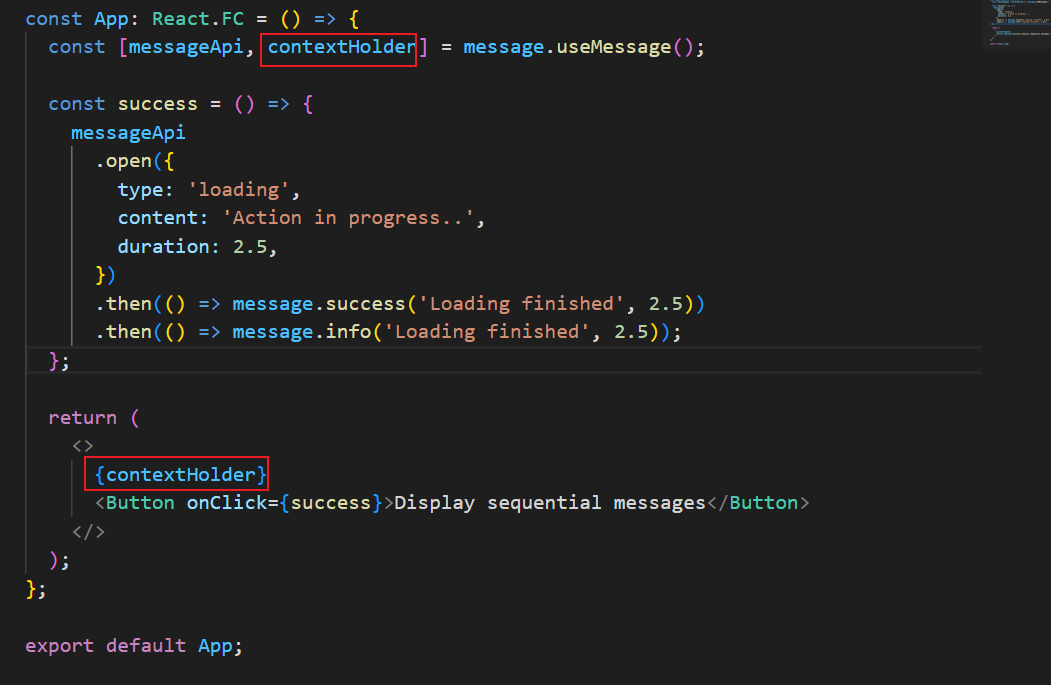 const App: React.FC = () => {
const [messageApi, contextHolder] = message.useMessage();
const success = () => {
messageApi
.open({
type: 'loading',
content: 'Action in progress..',
duration: 2.5,
})
.then(() => message.success('Loading finished', 2.5))
.then(() => message.info('Loading finished', 2.5));
};
return (
<>
{contextHolder}
<Button onClick={success}>Display sequential messages</Button>
</>
);
};
export default App;